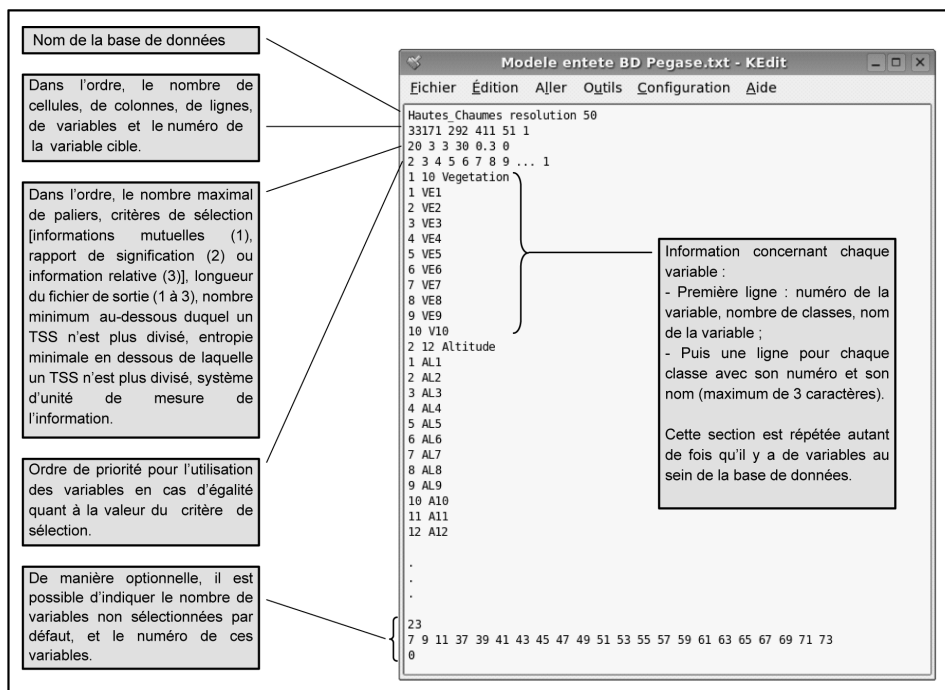 Nom de la base de données
Dans l'ordre, le nombre de
cellules, de colonnes, de lignes,
de variables et le numéro de
la variable cible.
Dans l'ordre, le nombre maximal
de paliers, critères de sélection
[informations mutuelles (1),
rapport de signification (2) ou
information relative (3)], longueur
du fichier de sortie (1 à 3), nombre
minimum au-dessous duquel un
TSS n'est plus divisé, entropie
minimale en dessous de laquelle
un TSS n'est plus divisé, système
d'unité de mesure de
l'information.
Ordre de priorité pour l'utilisation
des variables en cas d'égalité
quant à la valeur du critère de
sélection.
De manière optionnelle, il est
possible d'indiquer le nombre de
variables non sélectionnées par
défaut, et le numéro de ces
variables.
Modele entete BD Pegase.txt - KEdit
Fichier Édition Aller Outils Configuration Aide
Hautes_Chaumes resolution 50
33171 292 411 51 1
20 3 3 30 0.3 0
2 3 4 5 6 7 8 9 ... 1
1 10 Vegetation
1 VE1
2 VE2
3 VE3
4 VE4
5 VE5
6 VE6
7 VE7
8 VE8
9 VE9
10 V10
2 12 Altitude
1 AL1
2 AL2
3 AL3
4 AL4
5 AL5
6 AL6
7 AL7
8 AL8
9 AL9
10 A10
11 A11
12 A12
.
.
.
23
7 9 11 37 39 41 43 45 47 49 51 53 55 57 59 61 63 65 67 69 71 73
0
Information concernant chaque
variable :
- Première ligne : numéro de la
variable, nombre de classes, nom
de la variable ;
- Puis une ligne pour chaque
classe avec son numéro et son
nom (maximum de 3 caractères).
Cette section est répétée autant
de fois qu'il y a de variables au
sein de la base de données.